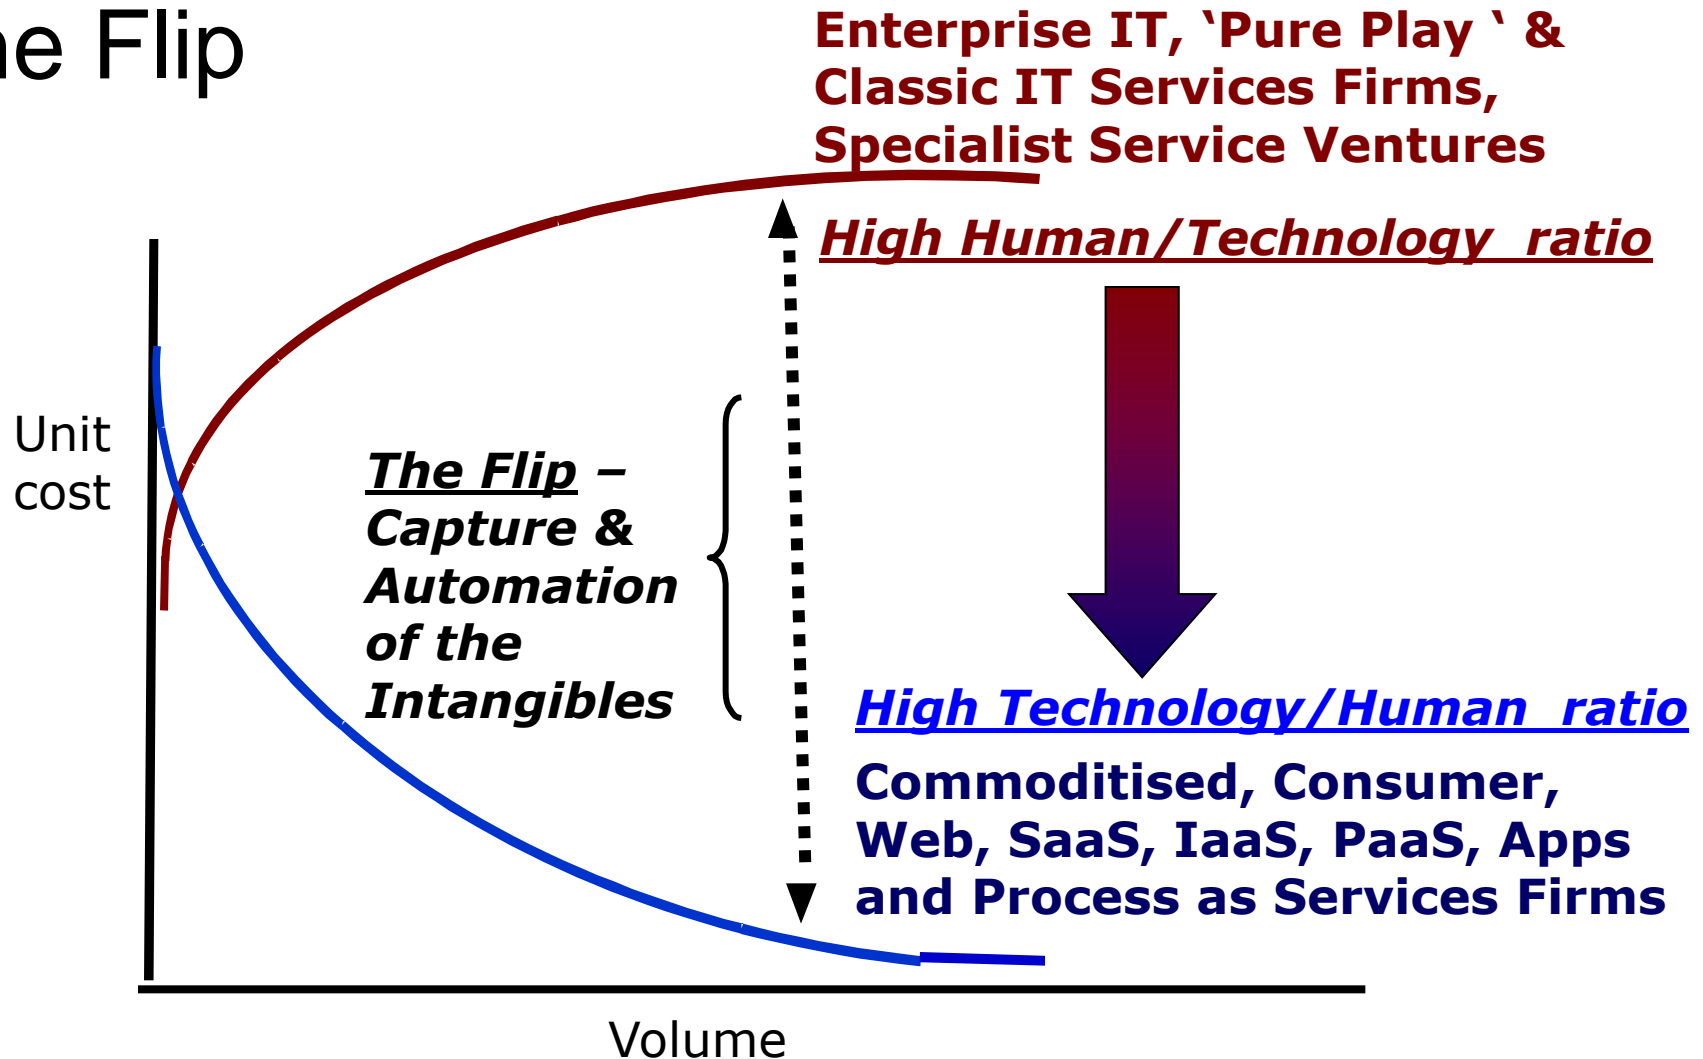 he Flip
Enterprise IT, ‘Pure Play ‘ &
Classic IT Services Firms,
Specialist Service Ventures
High Human/Technology ratio
Unit
cost
The Flip –
Capture &
Automation
of the
Intangibles
High Technology/Human ratio
Commoditised, Consumer,
Web, SaaS, IaaS, PaaS, Apps
and Process as Services Firms
Volume